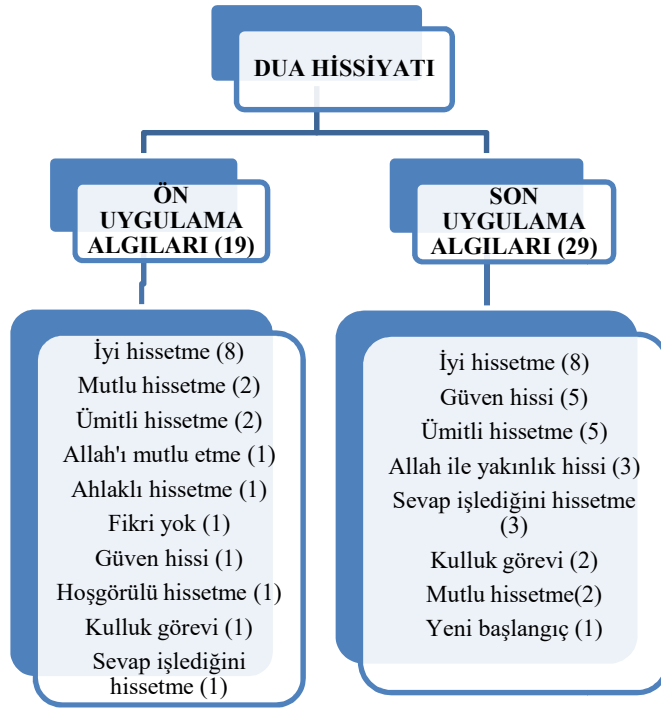 DUA HİSSİYATI
ÖN
UYGULAMA
ALGILARI (19)
İyi hissetme (8)
Mutlu hissetme (2)
Ümitli hissetme (2)
Allah'ı mutlu etme (1)
Ahlaklı hissetme (1)
Fikri yok (1)
Güven hissi (1)
Hoşgörülü hissetme (1)
Kulluk görevi (1)
Sevap işlediğini
hissetme (1)
SON
UYGULAMA
ALGILARI (29)
İyi hissetme (8)
Güven hissi (5)
Ümitli hissetme (5)
Allah ile yakınlık hissi (3)
Sevap işlediğini hissetme
(3)
Kulluk görevi (2)
Mutlu hissetme(2)
Yeni başlangıç (1)